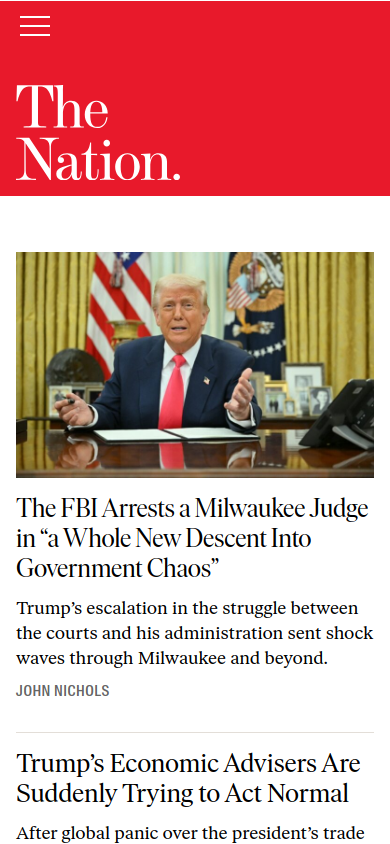 The
Nation.
The FBI Arrests a Milwaukee Judge
in “a Whole New Descent Into
Government Chaos”
Trump’s escalation in the struggle between
the courts and his administration sent shock
waves through Milwaukee and beyond.
JOHN NICHOLS
Trump’s Economic Advisers Are
Suddenly Trying to Act Normal
After global panic over the president’s trade